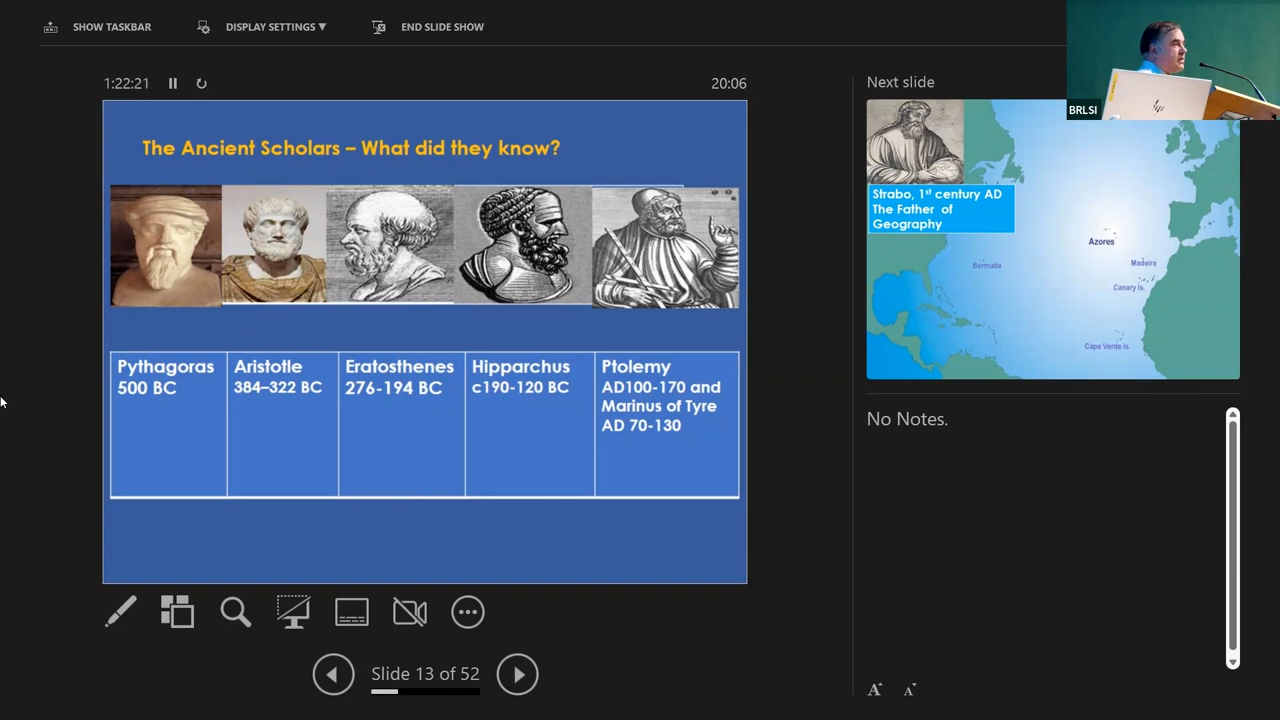 SHOW TASKBAR
DISPLAY SETTINGS ▼
END SLIDE SHOW
BRLSI
1:22:21
20:06
Next slide
The Ancient Scholars – What did they know?
Pythagoras
500 BC
Aristotle
384–322 BC
Eratosthenes
276-194 BC
Hipparchus
c190-120 BC
Ptolemy
AD100-170 and
Marinus of Tyre
AD 70-130
Strabo, 1st century AD
The Father of
Geography
Azores
Bermuda
Madeira
Canary is.
Cape Verde is.
No Notes.
Slide 13 of 52
A
A